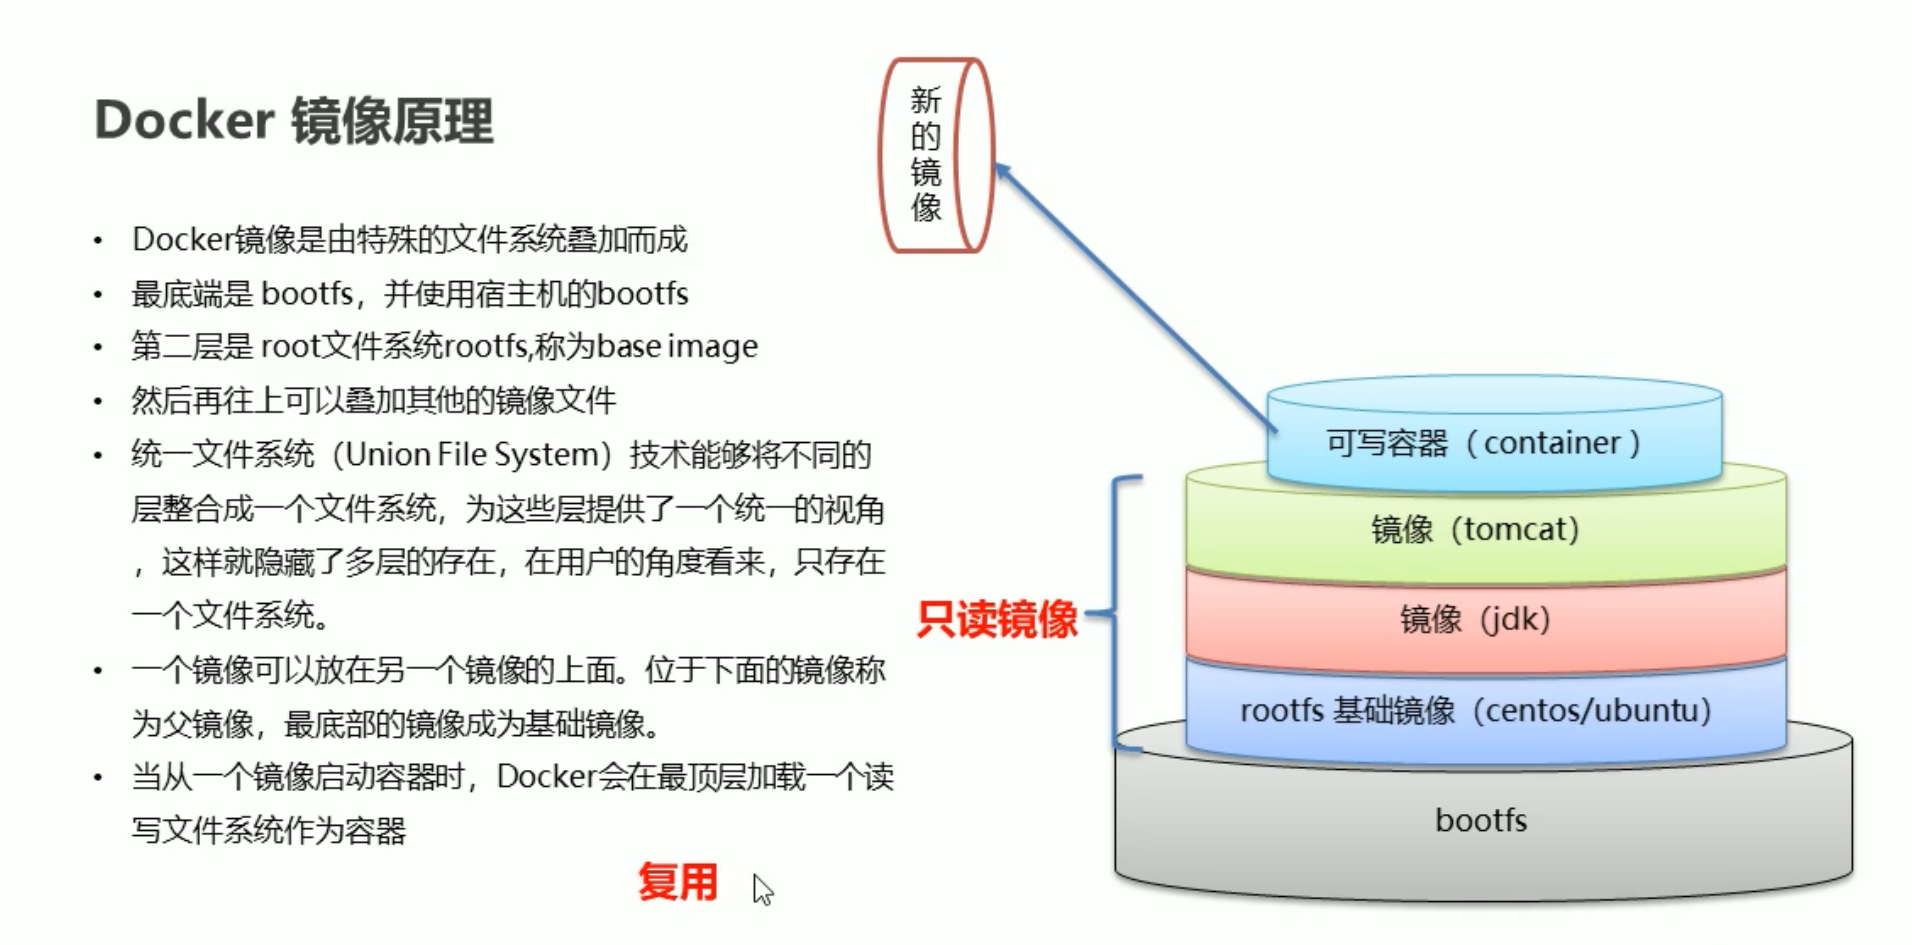 Docker 镜像原理
• Docker镜像是由特殊的文件系统叠加而成
• 最底端是 bootfs，并使用宿主机的bootfs
• 第二层是 root文件系统rootfs,称为base image
• 然后再往上可以叠加其他的镜像文件
• 统一文件系统（Union File System）技术能够将不同的
层整合成一个文件系统，为这些层提供了一个统一的视角
，这样就隐藏了多层的存在，在用户的角度看来，只存在
一个文件系统。
• 一个镜像可以放在另一个镜像的上面。位于下面的镜像称
为父镜像，最底部的镜像成为基础镜像。
• 当从一个镜像启动容器时，Docker会在最顶层加载一个读
写文件系统作为容器
复用
新
的
镜
像
可写容器（container）
镜像（tomcat）
镜像（jdk）
只读镜像
rootfs 基础镜像（centos/ubuntu）
bootfs